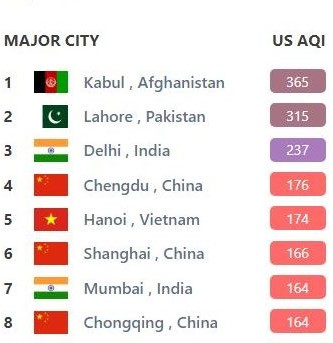 MAJOR CITY US AQI
1 Kabul , Afghanistan 365
2 Lahore , Pakistan 315
3 Delhi , India 237
4 Chengdu , China 176
5 Hanoi , Vietnam 174
6 Shanghai , China 166
7 Mumbai , India 164
8 Chongqing , China 164